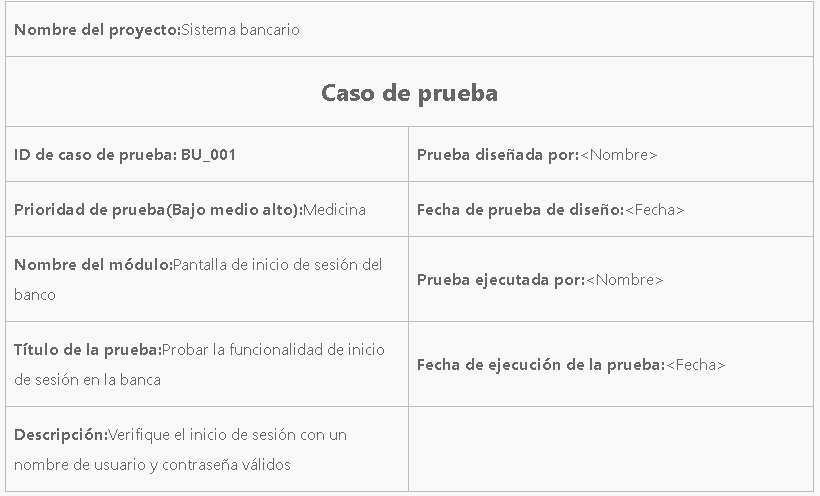 Nombre del proyecto:Sistema bancario
Caso de prueba
ID de caso de prueba: BU_001
Prueba diseñada por:<Nombre>
Prioridad de prueba(Bajo medio alto):Medicina
Fecha de prueba de diseño:<Fecha>
Nombre del módulo:Pantalla de inicio de sesión del
banco
Prueba ejecutada por:<Nombre>
Título de la prueba:Probar la funcionalidad de inicio
de sesión en la banca
Fecha de ejecución de la prueba:<Fecha>
Descripción:Verifique el inicio de sesión con un
nombre de usuario y contraseña válidos